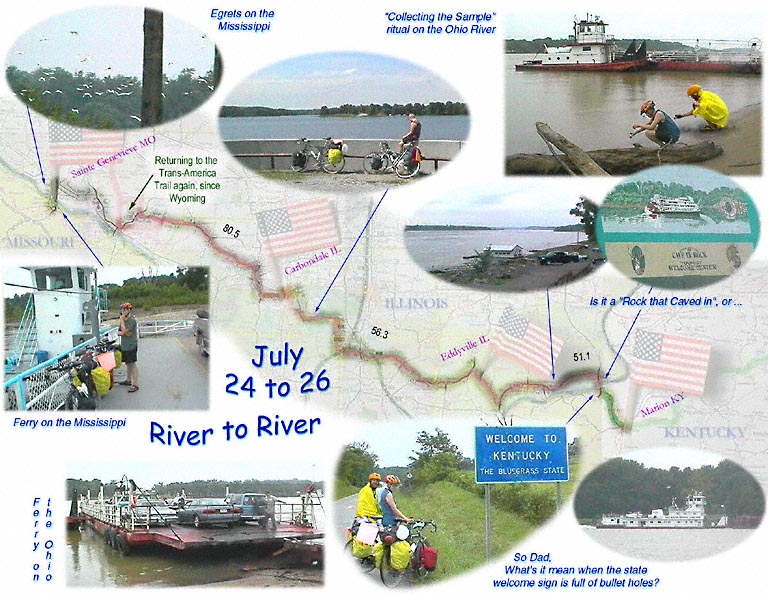 Egrets on the
Mississippi
"Collecting the Sample"
ritual on the Ohio River
Sainte Genevieve MO
Returning to the
Trans-America
Trail again, since
Wyoming
MISSOURI
80.5
Carbondale IL
ILLINOIS
56.3
Eddyville IL
51.1
CAVE IN ROCK
WELCOME CENTER
Is it a "Rock that Caved in", or ...
Marion KY
KENTUCKY
July
24 to 26
River to River
Ferry on the Mississippi
Ferry on
the Ohio
WELCOME TO
KENTUCKY
THE BLUEGRASS STATE
So Dad,
What's it mean when the state
welcome sign is full of bullet holes?